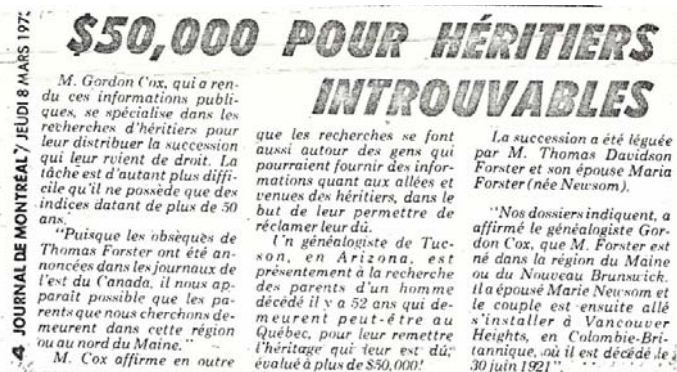 4 JOURNAL DE MONTRÉAL / JEUDI 8 MARS
$50,000 POUR HÉRITIERS
INTROUVABLES
M. Gordon Cox, qui a ren-
du ces informations publi-
ques, se spécialise dans les
recherches d'héritiers pour
leur distribuer la succession
qui leur rvient de droit. La
tâche est d'autant plus diffi-
cile qu'il ne possède que des
indices datant de plus de 50
ans.
"Puisque les obsèques de
Thomas Forster ont été an-
noncées dans les journaux de
l'est du Canada, il nous ap-
parait possible que les pa-
rents que nous cherchons de-
meurent dans cette région
ou au nord du Maine."
M. Cox affirme en outre
que les recherches se font
aussi autour des gens qui
pourraient fournir des infor-
mations quant aux allées et
venues des héritiers, dans le
but de leur permettre de
réclamer leur dû.
Un généalogiste de Tuc-
son, en Arizona, est
présentement à la recherche
des parents d'un homme
décédé il y a 52 ans qui de-
meurent peut-être au
Québec, pour leur remettre
l'héritage qui leur est dû,
évalué à plus de $50,000!
La succession a été léguée
par M. Thomas Davidson
Forster et son épouse Maria
Forster (née Newsom).
"Nos dossiers indiquent, a
affirmé le généalogiste Gor-
don Cox, que M. Forster est
né dans la région du Maine
ou du Nouveau Brunswick.
il a épousé Marie Newsom et
le couple est ensuite allé
s'installer à Vancouver
Heights, en Colombie-Bri-
tannique, où il est décédé le
30 juin 1921".